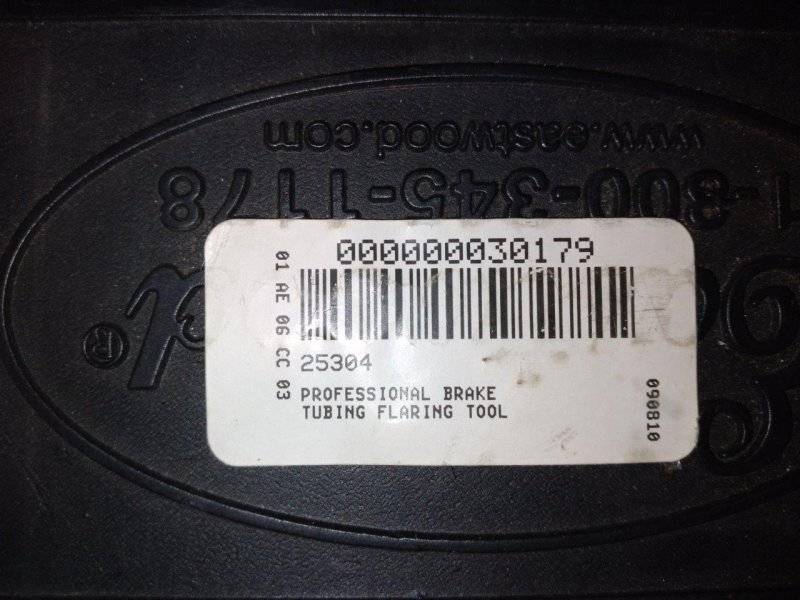 000000030179
01 AE 06 CC 03
25304
PROFESSIONAL BRAKE
TUBING FLARING TOOL
090810
®
1-800-345-1178
www.eastwood.com